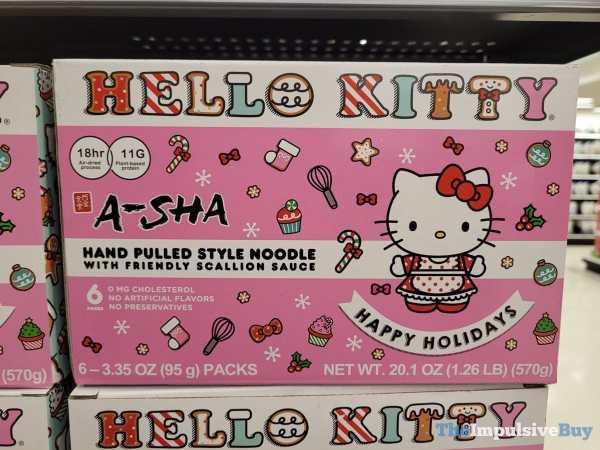 HELLO KITTY®
18hr
Air-dried
process
11G
Plant-based
protein
A-SHA
HAND PULLED STYLE NOODLE
WITH FRIENDLY SCALLION SAUCE
6
PACKS
0 MG CHOLESTEROL
NO ARTIFICIAL FLAVORS
NO PRESERVATIVES
HAPPY HOLIDAYS
6 – 3.35 OZ (95 g) PACKS
NET WT. 20.1 OZ (1.26 LB) (570g)
Y®
(570g)
HELLO KITTY
Y
TheImpulsiveBuy